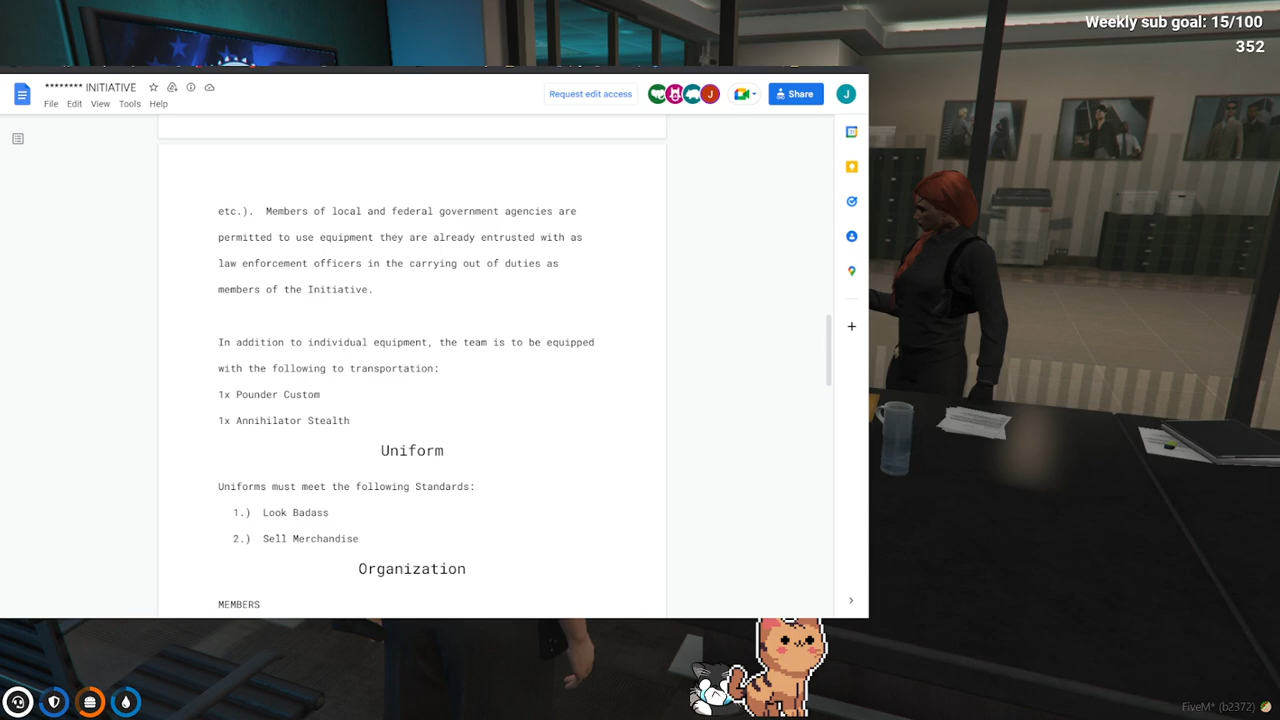 Weekly sub goal: 15/100
352
******** INITIATIVE
File Edit View Tools Help
Request edit access
J
Share
J
etc.).  Members of local and federal government agencies are
permitted to use equipment they are already entrusted with as
law enforcement officers in the carrying out of duties as
members of the Initiative.
In addition to individual equipment, the team is to be equipped
with the following to transportation:
1x Pounder Custom
1x Annihilator Stealth
Uniform
Uniforms must meet the following Standards:
1.)  Look Badass
2.)  Sell Merchandise
Organization
MEMBERS
FiveM* (b2372)